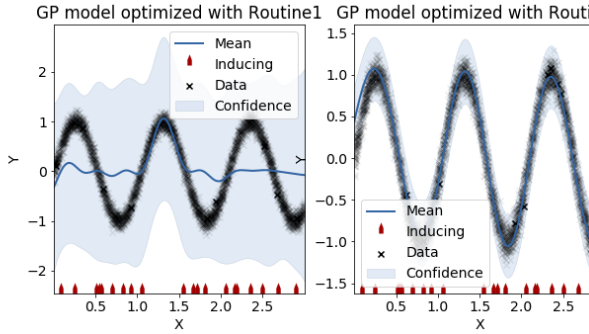 GP model optimized with Routine1
GP model optimized with Routi
Mean
Inducing
Data
Confidence
2
1
0
−1
−2
Y
0.5
1.0
1.5
2.0
2.5
X
1.0
0.5
0.0
−0.5
−1.0
−1.5
Y
Mean
Inducing
Data
Confidence
0.5
1.0
1.5
2.0
2.5
X